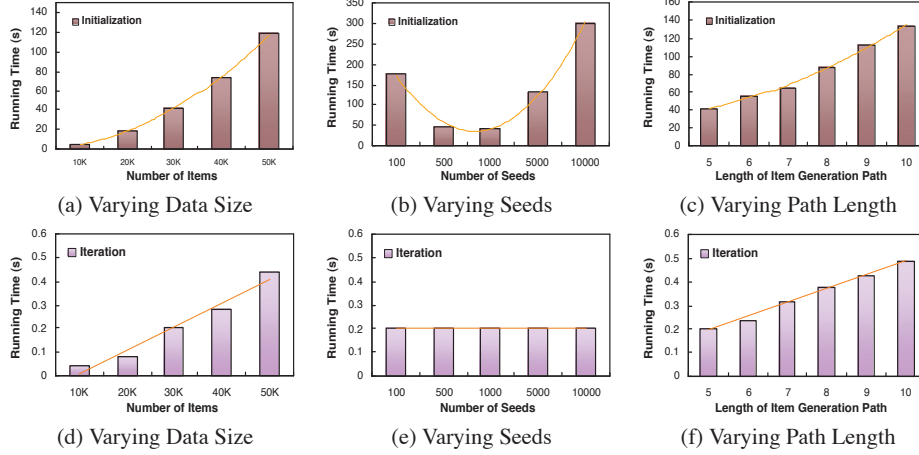 Initialization
Running Time (s)
140
120
100
80
60
40
20
0
10K 20K 30K 40K 50K
Number of Items
(a) Varying Data Size
Initialization
Running Time (s)
350
300
250
200
150
100
50
0
100 500 1000 5000 10000
Number of Seeds
(b) Varying Seeds
Initialization
Running Time (s)
160
140
120
100
80
60
40
20
0
5 6 7 8 9 10
Length of Item Generation Path
(c) Varying Path Length
Iteration
Running Time (s)
0.6
0.5
0.4
0.3
0.2
0.1
0
10K 20K 30K 40K 50K
Number of Items
(d) Varying Data Size
Iteration
Running Time (s)
0.6
0.5
0.4
0.3
0.2
0.1
0
100 500 1000 5000 10000
Number of Seeds
(e) Varying Seeds
Iteration
Running Time (s)
0.6
0.5
0.4
0.3
0.2
0.1
0
5 6 7 8 9 10
Length of Item Generation Path
(f) Varying Path Length